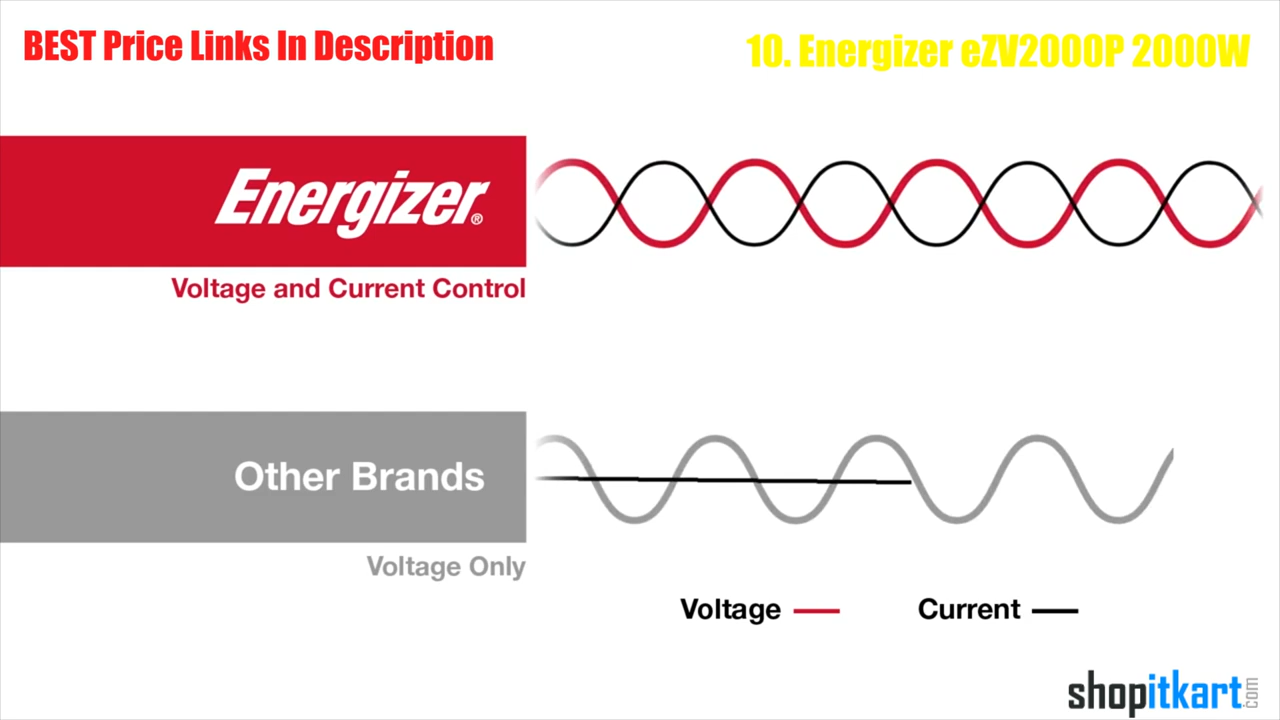 BEST Price Links In Description
10. Energizer eZV2000P 2000W
Energizer®
Voltage and Current Control
Other Brands
Voltage Only
Voltage
Current
shopitkart.com